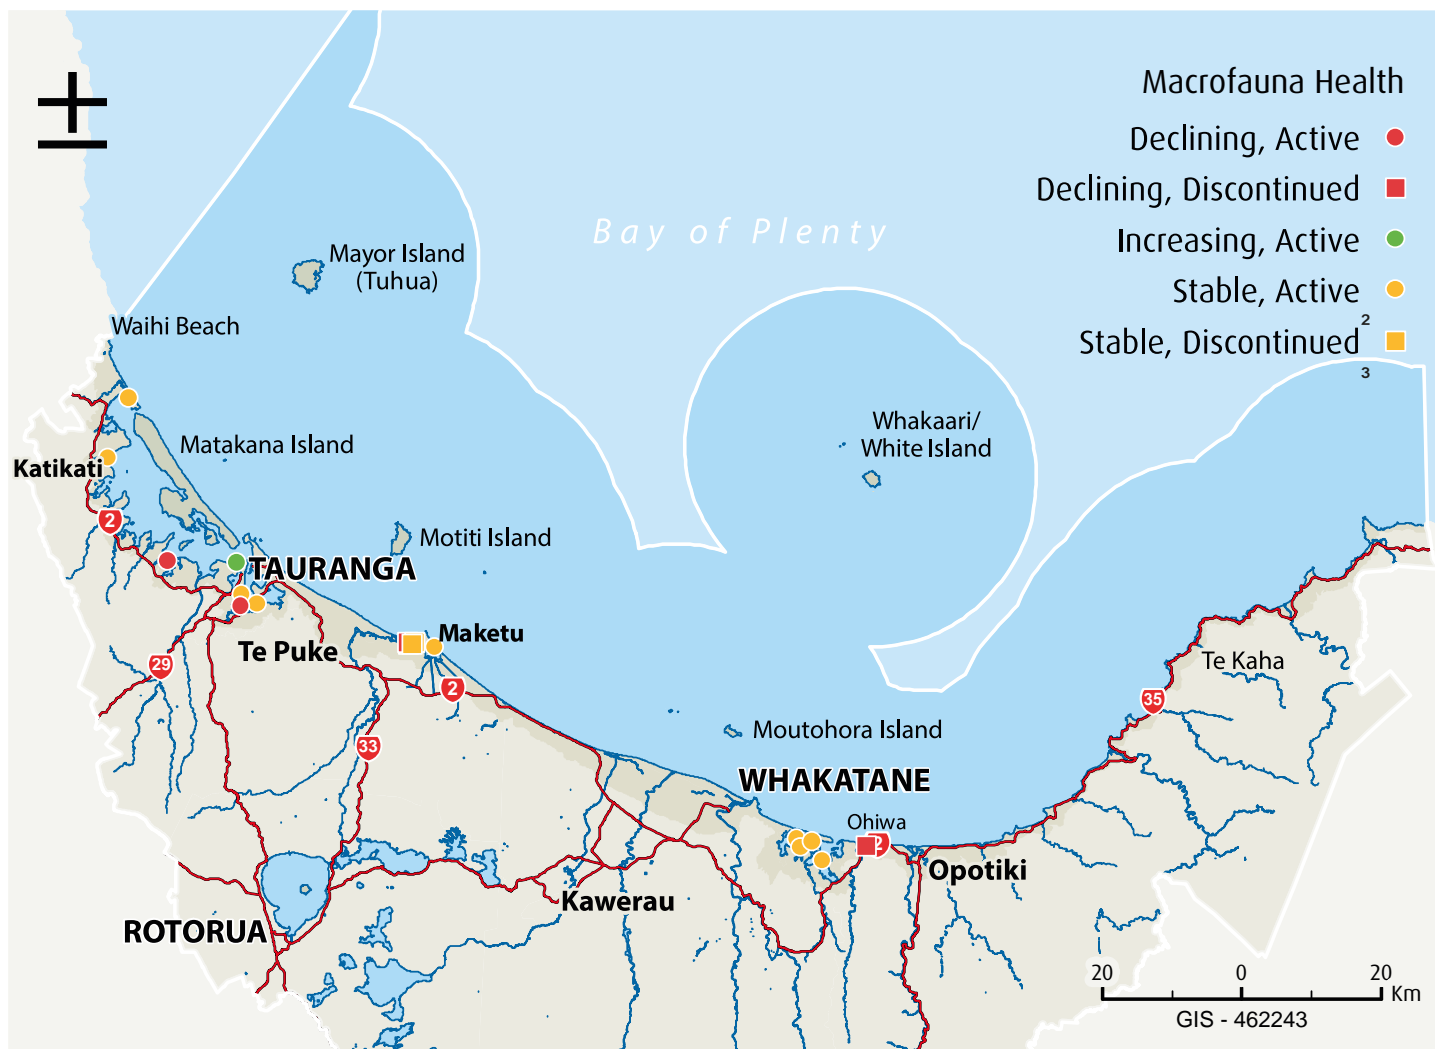 Macrofauna Health
Declining, Active
Declining, Discontinued
Increasing, Active
Stable, Active
2
Stable, Discontinued
3
Bay of Plenty
Mayor Island
(Tuhua)
Waihi Beach
Matakana Island
Katikati
2
Whakaari/
White Island
Motiti Island
TAURANGA
Te Puke
Maketu
29
2
33
35
Te Kaha
Moutohora Island
WHAKATANE
Ohiwa
2
Opotiki
Kawerau
ROTORUA
20 0 20
Km
GIS - 462243